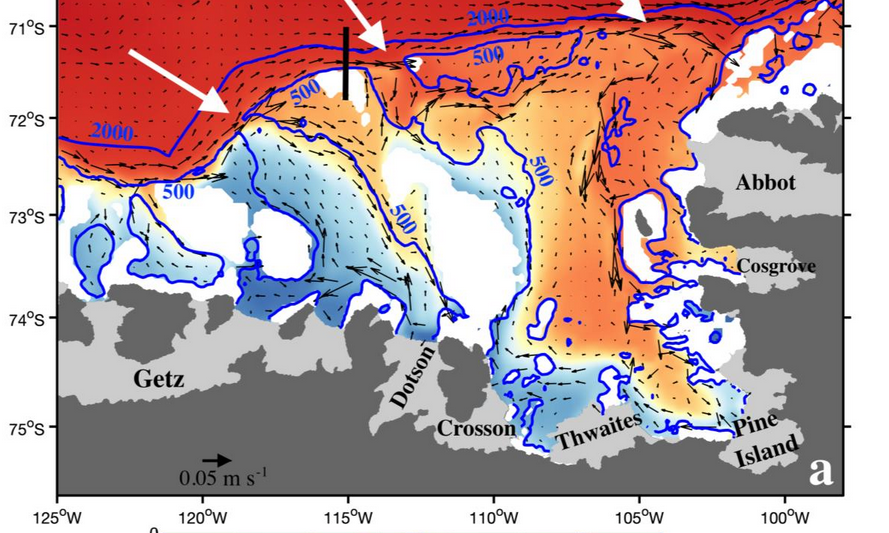 71°S
2000
500
500
72°S
2000
500
500
Abbot
73°S
500
Cosgrove
74°S
Getz
Dotson
Crosson
Thwaites
Pine
Island
75°S
0.05 m s⁻¹
a
125°W
120°W
115°W
110°W
105°W
100°W